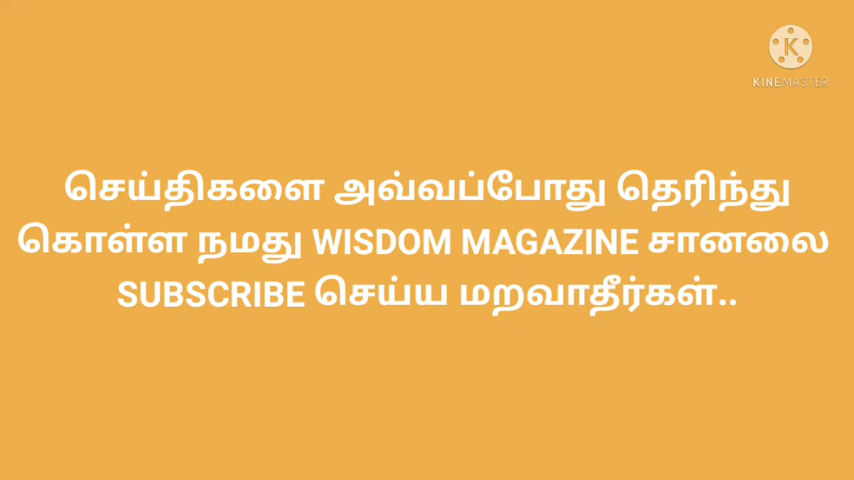 K
KINEMASTER
செய்திகளை அவ்வப்போது தெரிந்து
கொள்ள நமது WISDOM MAGAZINE சானலை
SUBSCRIBE செய்ய மறவாதீர்கள்..